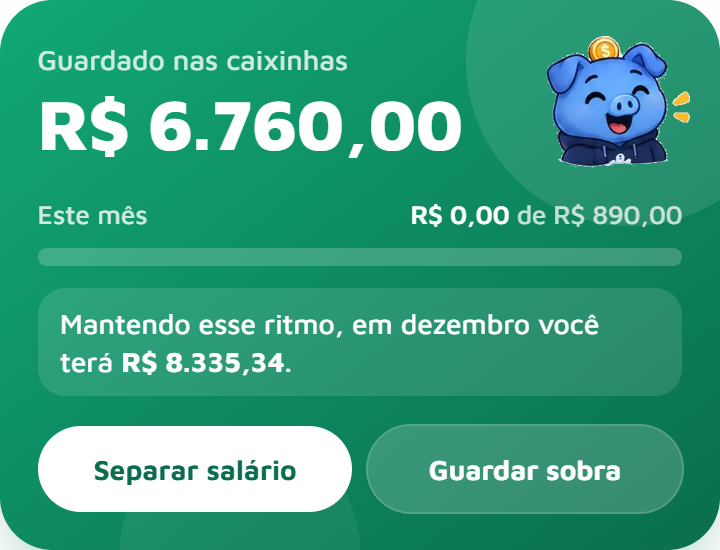 Guardado nas caixinhas
R$ 6.760,00
Este mês
R$ 0,00 de R$ 890,00
Mantendo esse ritmo, em dezembro você
terá R$ 8.335,34.
Separar salário
Guardar sobra